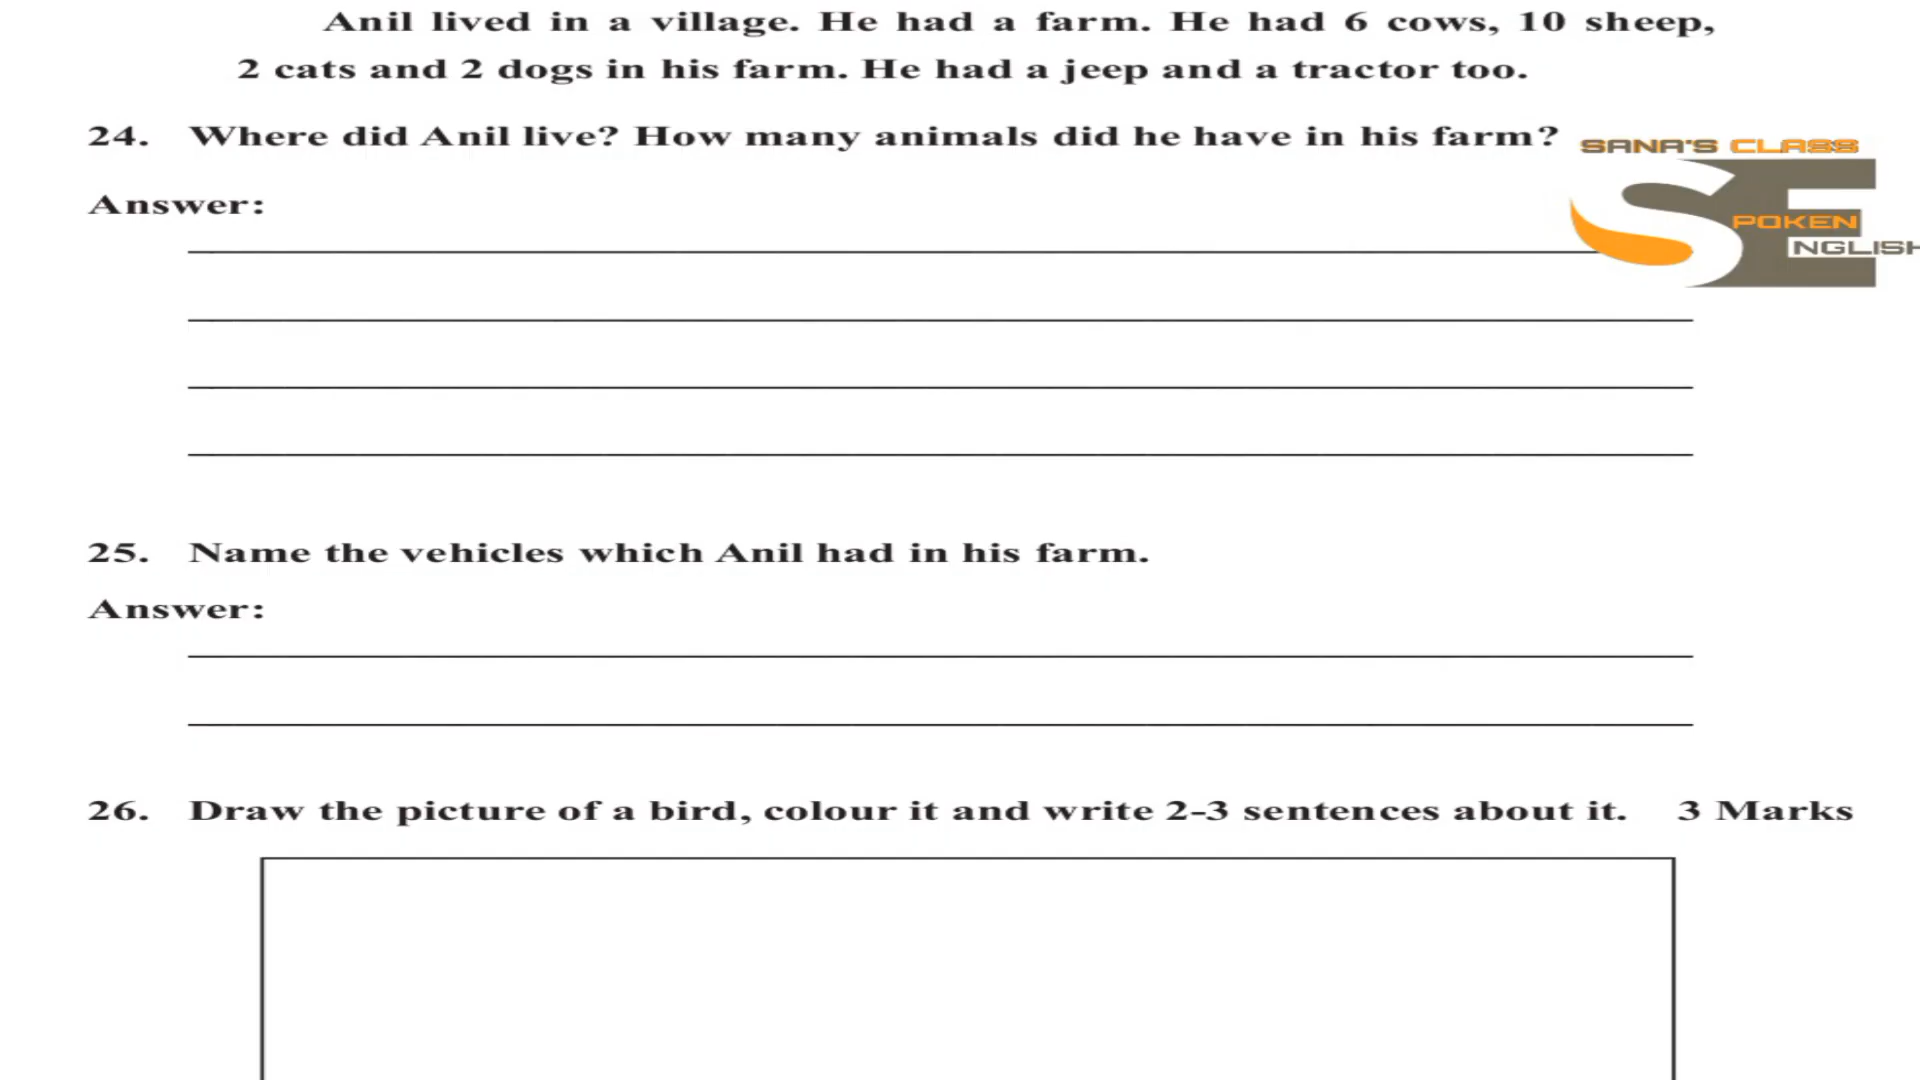 Anil lived in a village. He had a farm. He had 6 cows, 10 sheep,
2 cats and 2 dogs in his farm. He had a jeep and a tractor too.
24. Where did Anil live? How many animals did he have in his farm?
SANA'S CLASS
SPOKEN
ENGLISH
Answer:
25. Name the vehicles which Anil had in his farm.
Answer:
26. Draw the picture of a bird, colour it and write 2-3 sentences about it. 3 Marks